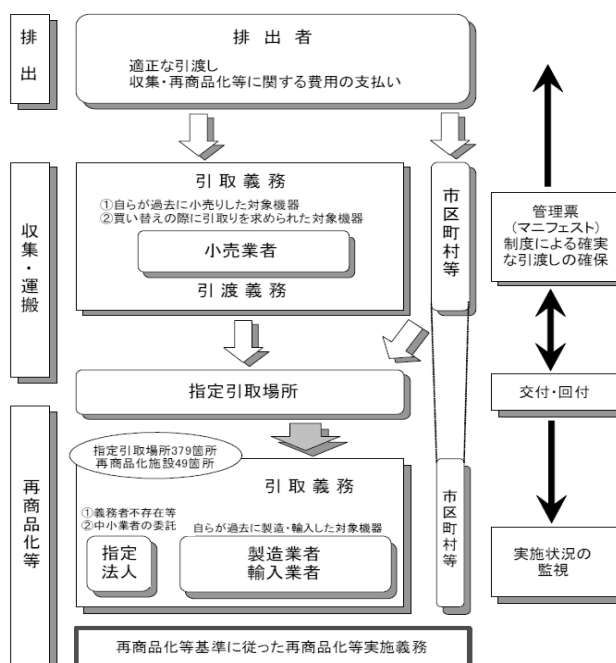 排出
排出者
適正な引渡し
収集・再商品化等に関する費用の支払い
収集・運搬
引取義務
①自らが過去に小売りした対象機器
②買い替えの際に引取りを求められた対象機器
小売業者
引渡義務
市区町村等
管理票
(マニフェスト)
制度による確実
な引渡しの確保
指定引取場所
交付・回付
再商品化等
指定引取場所379箇所
再商品化施設49箇所
引取義務
①義務者不存在等
②中小業者の委託
自らが過去に製造・輸入した対象機器
指定
法人
製造業者
輸入業者
市区町村等
実施状況の
監視
再商品化等基準に従った再商品化等実施義務